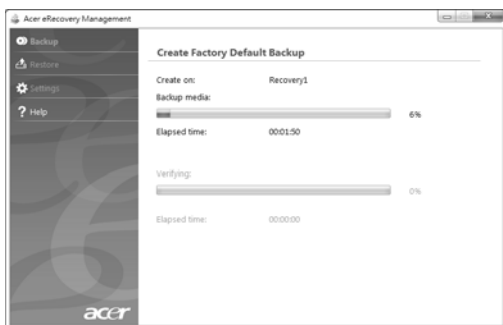 Acer eRecovery Management
Backup
Restore
Settings
? Help
Create Factory Default Backup
Create on: Recovery1
Backup media:
6%
Elapsed time: 00:01:50
Verifying:
0%
Elapsed time: 00:00:00
acer